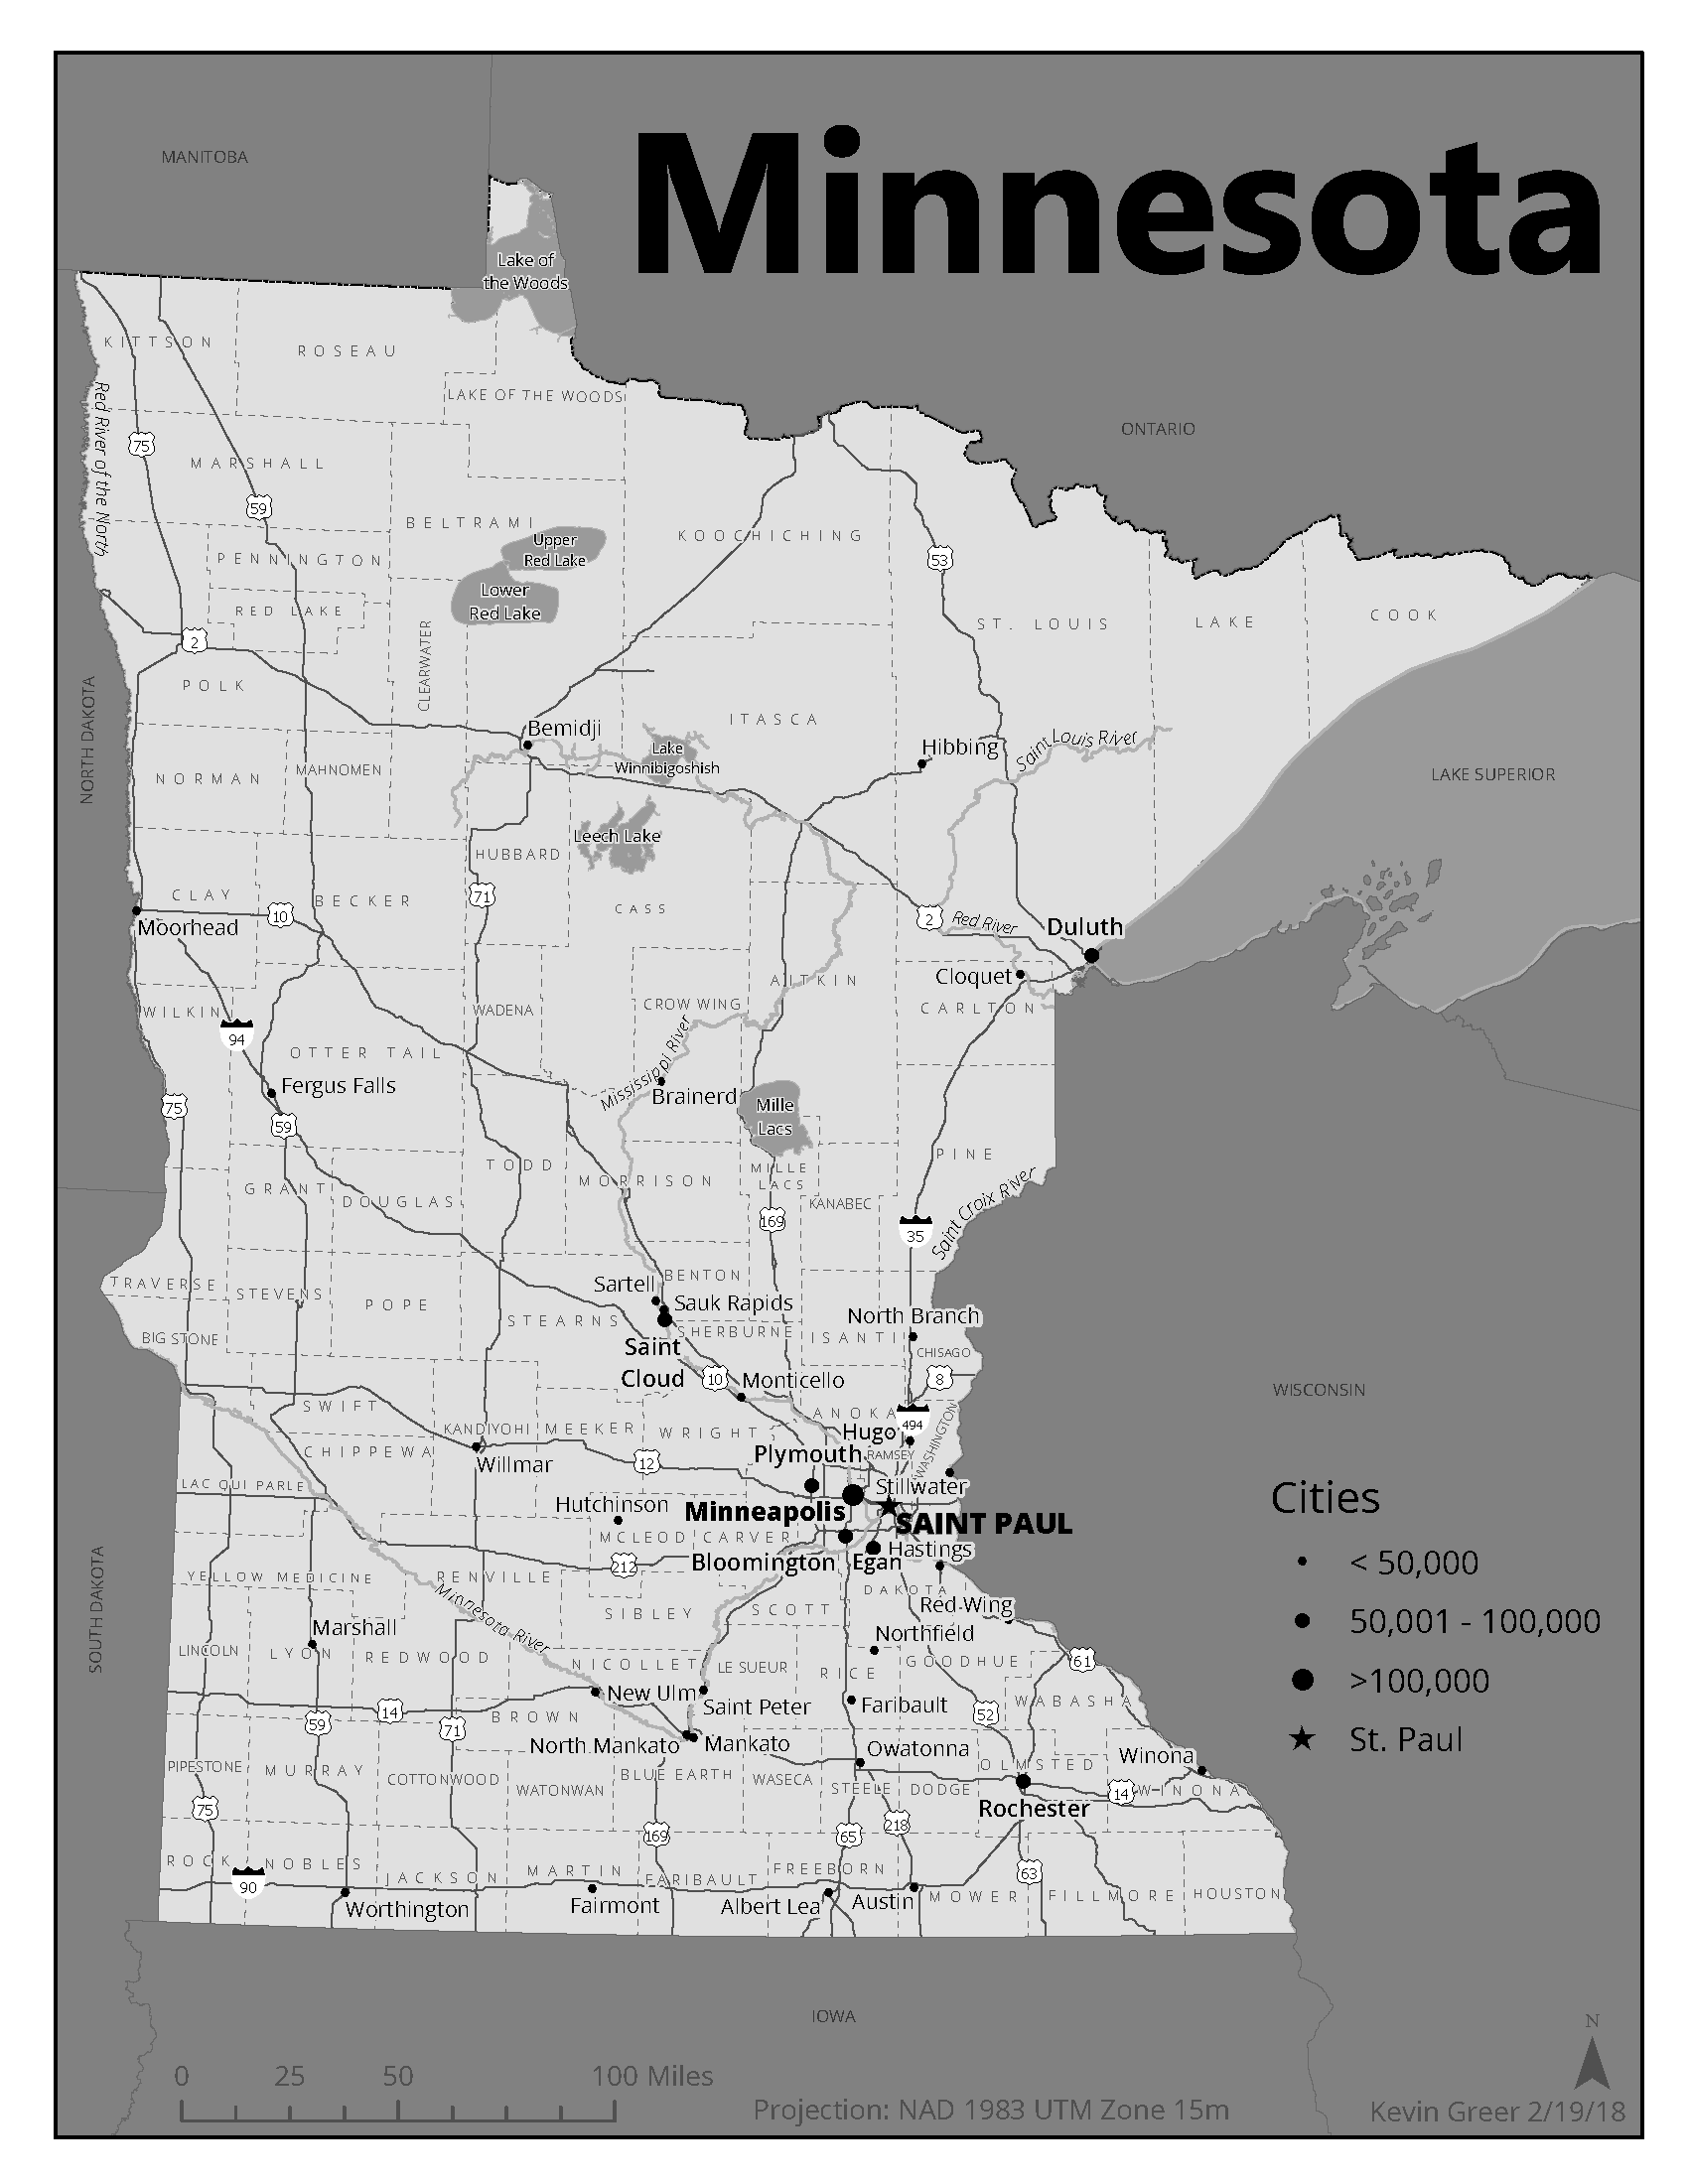 Minnesota
MANITOBA
Lake of
the Woods
KITTSON
ROSEAU
LAKE OF THE WOODS
ONTARIO
Red River of the North
75
MARSHALL
59
BELTRAMI
KOOCHICHING
Upper
Red Lake
53
PENNINGTON
Lower
Red Lake
RED LAKE
ST. LOUIS
LAKE
COOK
2
CLEARWATER
POLK
NORTH DAKOTA
ITASCA
Bemidji
Hibbing
Saint Louis River
Lake
Winnibigoshish
NORMAN
MAHNOMEN
LAKE SUPERIOR
Leech Lake
HUBBARD
71
CLAY
BECKER
CASS
10
Moorhead
2
Red River
Duluth
Cloquet
AITKIN
CARLTON
WILKIN
WADENA
CROW WING
94
OTTER TAIL
Mississippi River
Fergus Falls
Brainerd
Mille
Lacs
75
59
PINE
TODD
MORRISON
MILLE
LACS
GRANT
DOUGLAS
KANABEC
169
35
Saint Croix River
TRAVERSE
STEVENS
POPE
STEARNS
BENTON
Sartell
Sauk Rapids
North Branch
SHERBURNE
ISANTI
BIG STONE
Saint
Cloud
CHISAGO
10
Monticello
8
WISCONSIN
SWIFT
ANOKA
494
KANDIYOHI
MEEKER
WRIGHT
Hugo
WASHINGTON
CHIPPEWA
Plymouth
RAMSEY
12
Willmar
LAC QUI PARLE
Stillwater
Hutchinson
Minneapolis
SAINT PAUL
MCLEOD
CARVER
Hastings
212
Bloomington
Egan
YELLOW MEDICINE
RENVILLE
DAKOTA
Minnesota River
SIBLEY
SCOTT
Red Wing
Marshall
Northfield
LINCOLN
LYON
REDWOOD
NICOLLET
LE SUEUR
RICE
GOODHUE
61
New Ulm
Saint Peter
Faribault
WABASHA
59
14
71
BROWN
52
North Mankato
Mankato
Owatonna
Winona
PIPESTONE
MURRAY
COTTONWOOD
WATONWAN
BLUE EARTH
WASECA
STEELE
DODGE
OLMSTED
14
WINONA
75
Rochester
169
65
218
ROCK
NOBLES
JACKSON
MARTIN
FARIBAULT
FREEBORN
63
90
MOWER
FILLMORE
HOUSTON
Worthington
Fairmont
Albert Lea
Austin
SOUTH DAKOTA
IOWA
Cities
< 50,000
50,001 - 100,000
>100,000
St. Paul
N
0 25 50 100 Miles
Projection: NAD 1983 UTM Zone 15m
Kevin Greer 2/19/18